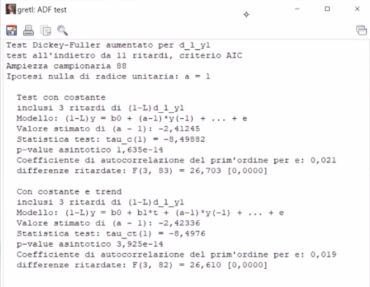 gretl: ADF test
Test Dickey-Fuller aumentato per d_l_y1
test all'indietro da 11 ritardi, criterio AIC
Ampiezza campionaria 88
Ipotesi nulla di radice unitaria: a = 1
Test con costante
inclusi 3 ritardi di (1-L)d_l_y1
Modello: (1-L)y = b0 + (a-1)*y(-1) + ... + e
Valore stimato di (a - 1): -2,41245
Statistica test: tau_c(1) = -8,49882
p-value asintotico 1,635e-14
Coefficiente di autocorrelazione del prim'ordine per e: 0,021
differenze ritardate: F(3, 83) = 26,703 [0,0000]
Con costante e trend
inclusi 3 ritardi di (1-L)d_l_y1
Modello: (1-L)y = b0 + b1*t + (a-1)*y(-1) + ... + e
Valore stimato di (a - 1): -2,42336
Statistica test: tau_ct(1) = -8,4976
p-value asintotico 3,925e-14
Coefficiente di autocorrelazione del prim'ordine per e: 0,019
differenze ritardate: F(3, 82) = 26,610 [0,0000]